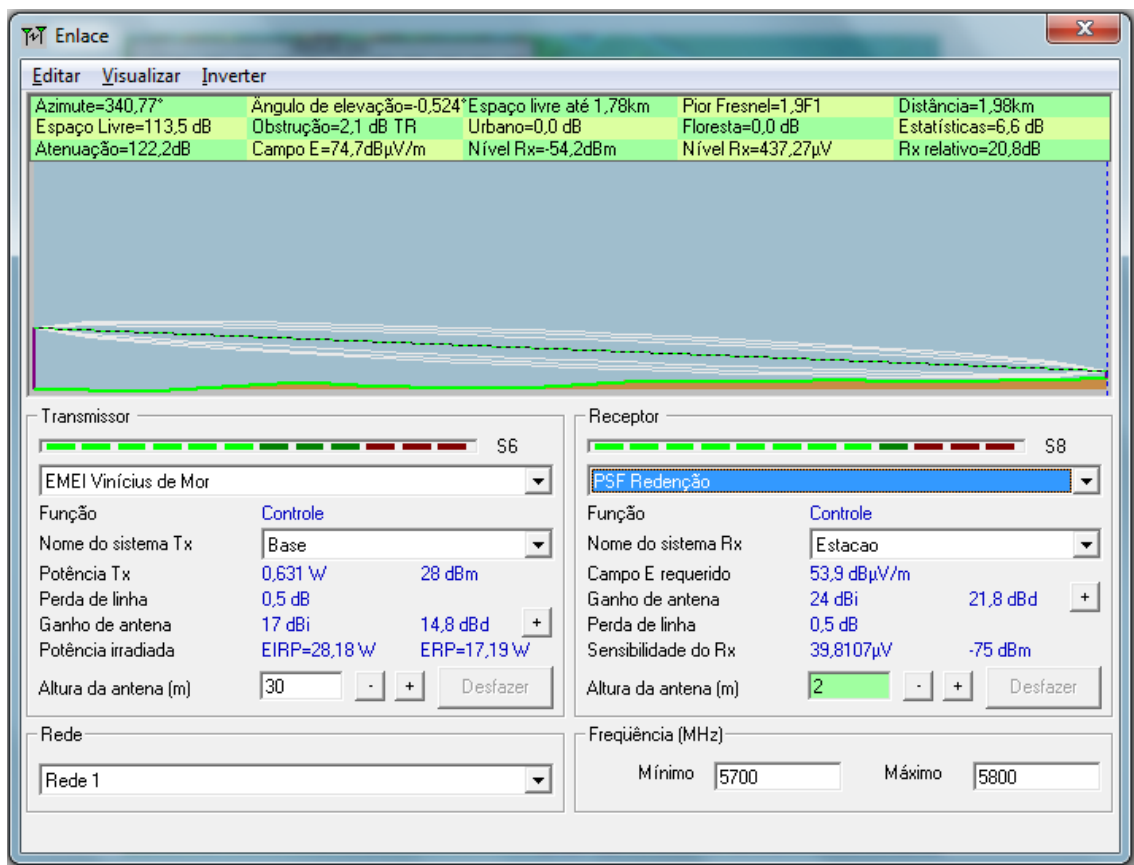 Enlace
Editar Visualizar Inverter
Azimute=340,77° Ângulo de elevação=-0,524° Espaço livre até 1,78km Pior Fresnel=1,9F1 Distância=1,98km
Espaço Livre=113,5 dB Obstrução=2,1 dB TR Urbano=0,0 dB Floresta=0,0 dB Estatísticas=6,6 dB
Atenuação=122,2dB Campo E=74,7dBµV/m Nível Rx=-54,2dBm Nível Rx=437,27µV Rx relativo=20,8dB
Transmissor
S6
EMEI Vinícius de Mor
Função Controle
Nome do sistema Tx Base
Potência Tx 0,631 W 28 dBm
Perda de linha 0,5 dB
Ganho de antena 17 dBi 14,8 dBd +
Potência irradiada EIRP=28,18 W ERP=17,19 W
Altura da antena (m) 30 - + Desfazer
Rede
Rede 1
Receptor
S8
PSF Redenção
Função Controle
Nome do sistema Rx Estacao
Campo E requerido 53,9 dBµV/m
Ganho de antena 24 dBi 21,8 dBd +
Perda de linha 0,5 dB
Sensibilidade do Rx 39,8107µV -75 dBm
Altura da antena (m) 2 - + Desfazer
Freqüência (MHz)
Mínimo 5700 Máximo 5800